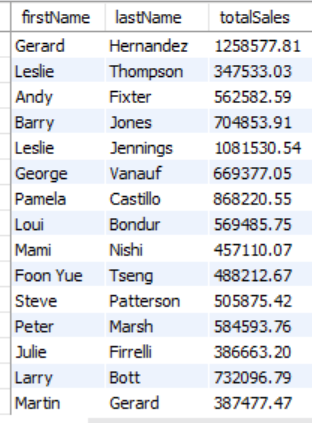 firstName lastName totalSales
Gerard Hernandez 1258577.81
Leslie Thompson 347533.03
Andy Fixter 562582.59
Barry Jones 704853.91
Leslie Jennings 1081530.54
George Vanauf 669377.05
Pamela Castillo 868220.55
Loui Bondur 569485.75
Mami Nishi 457110.07
Foon Yue Tseng 488212.67
Steve Patterson 505875.42
Peter Marsh 584593.76
Julie Firrelli 386663.20
Larry Bott 732096.79
Martin Gerard 387477.47